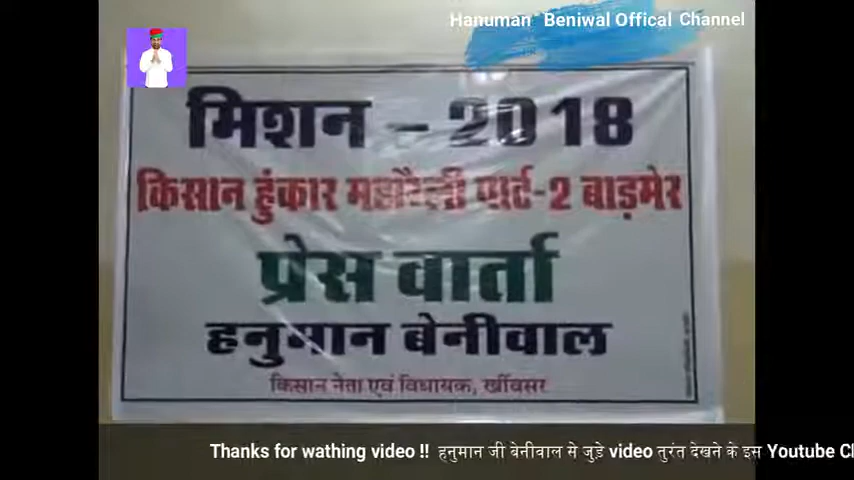 Hanuman Beniwal Offical Channel
मिशन - 2018
किसान हुंकार महारैली पार्ट-2 बाड़मेर
प्रेस वार्ता
हनुमान बेनीवाल
किसान नेता एवं विधायक, खींवसर
Thanks for wathing video !! हनुमान जी बेनीवाल से जुड़े video तुरंत देखने के इस Youtube